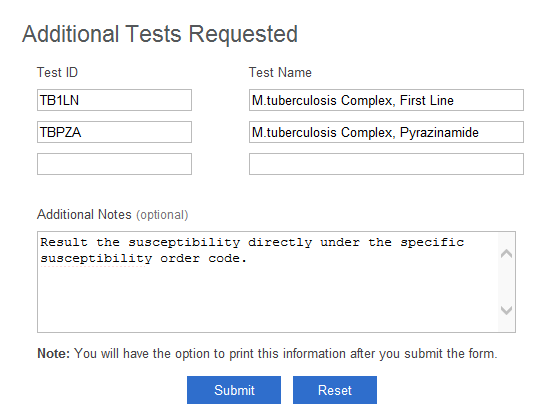 Additional Tests Requested
Test ID Test Name
TB1LN M.tuberculosis Complex, First Line
TBPZA M.tuberculosis Complex, Pyrazinamide
Additional Notes (optional)
Result the susceptibility directly under the specific
susceptibility order code.
Note: You will have the option to print this information after you submit the form.
Submit Reset